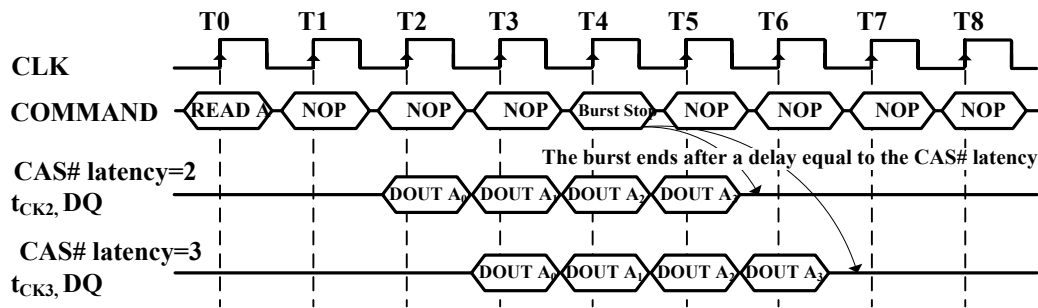 T0 T1 T2 T3 T4 T5 T6 T7 T8
CLK
COMMAND READ A NOP NOP NOP Burst Stop NOP NOP NOP NOP
The burst ends after a delay equal to the CAS# latency
CAS# latency=2
tCK2, DQ DOUT A0 DOUT A1 DOUT A2 DOUT A3
CAS# latency=3
tCK3, DQ DOUT A0 DOUT A1 DOUT A2 DOUT A3